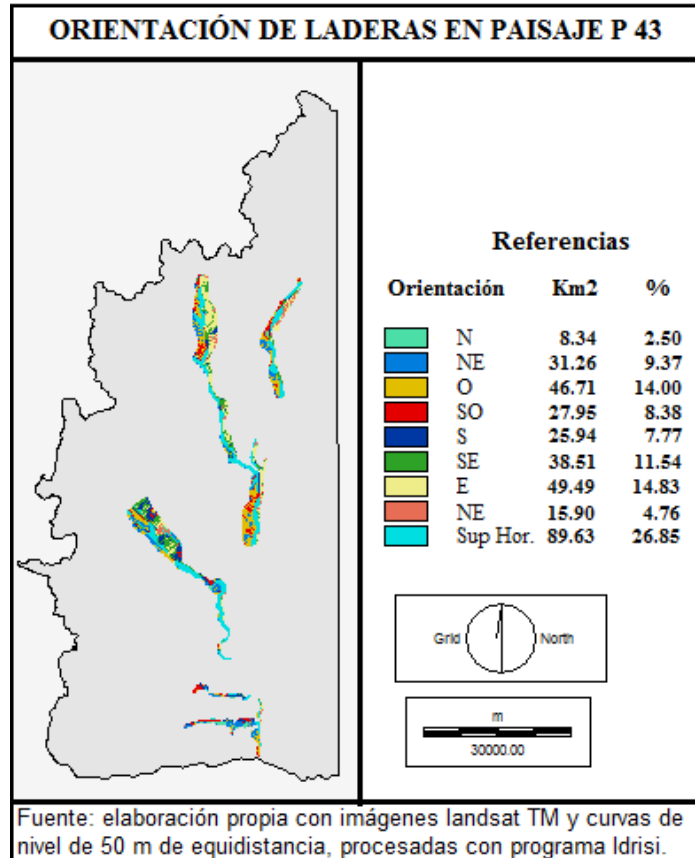 ORIENTACIÓN DE LADERAS EN PAISAJE P 43
Referencias
Orientación Km2 %
N 8.34 2.50
NE 31.26 9.37
O 46.71 14.00
SO 27.95 8.38
S 25.94 7.77
SE 38.51 11.54
E 49.49 14.83
NE 15.90 4.76
Sup Hor. 89.63 26.85
Grid North
m
30000.00
Fuente: elaboración propia con imágenes landsat TM y curvas de
nivel de 50 m de equidistancia, procesadas con programa Idrisi.